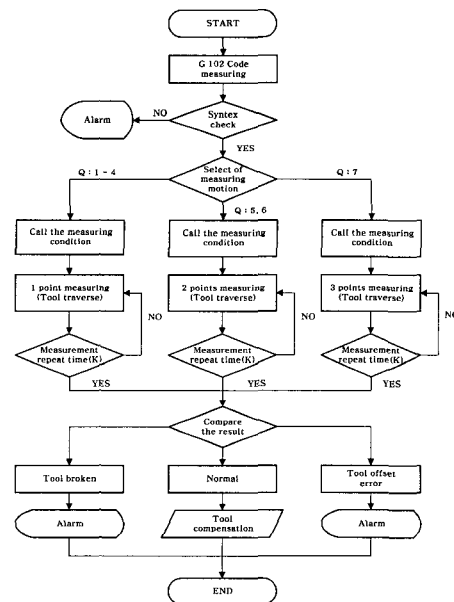 START
G 102 Code
measuring
NO
Alarm
Syntex
check
YES
Select of
measuring
motion
Q : 1 - 4
Q : 5, 6
Q : 7
Call the measuring
condition
Call the measuring
condition
Call the measuring
condition
1 point measuring
(Tool traverse)
2 points measuring
(Tool traverse)
3 points measuring
(Tool traverse)
NO
NO
NO
Measurement
repeat time(K)
Measurement
repeat time(K)
Measurement
repeat time(K)
YES
YES
YES
Compare
the result
Tool broken
Normal
Tool offset
error
Alarm
Tool
compensation
Alarm
END